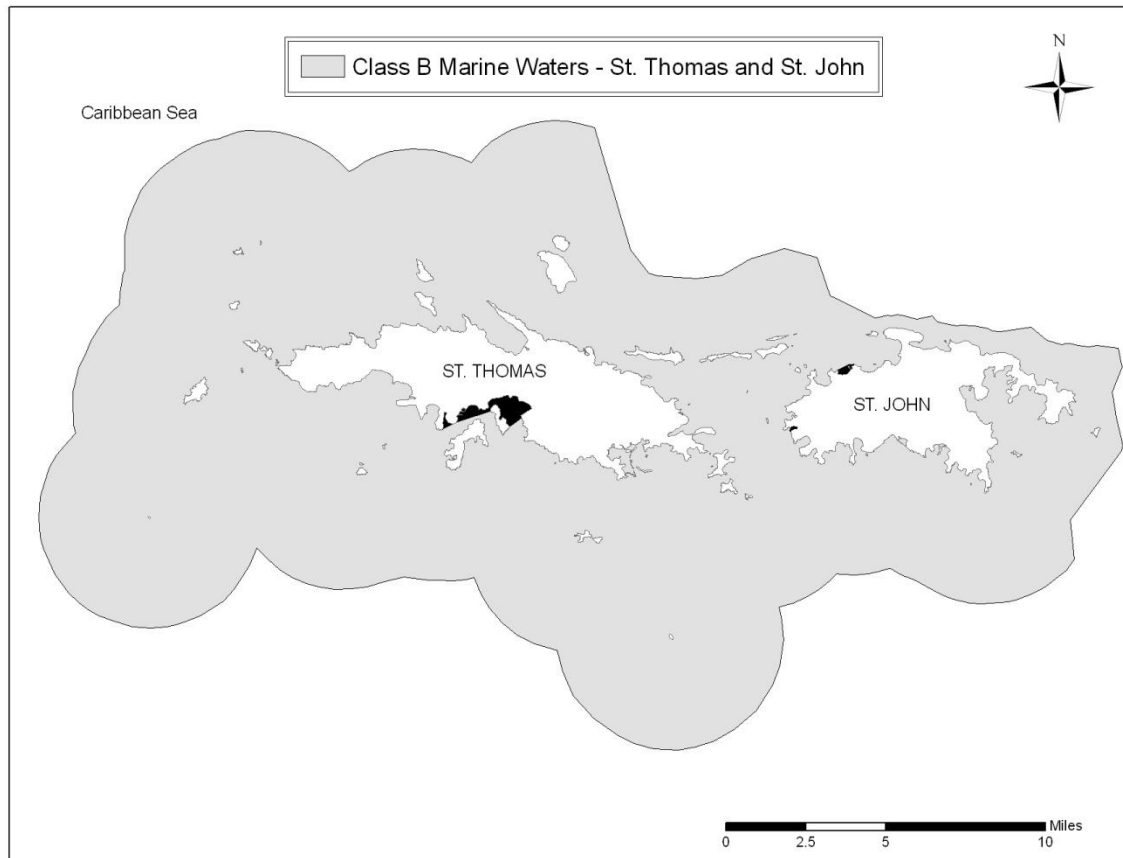 Class B Marine Waters - St. Thomas and St. John
N
Caribbean Sea
ST. THOMAS
ST. JOHN
Miles
0 2.5 5 10